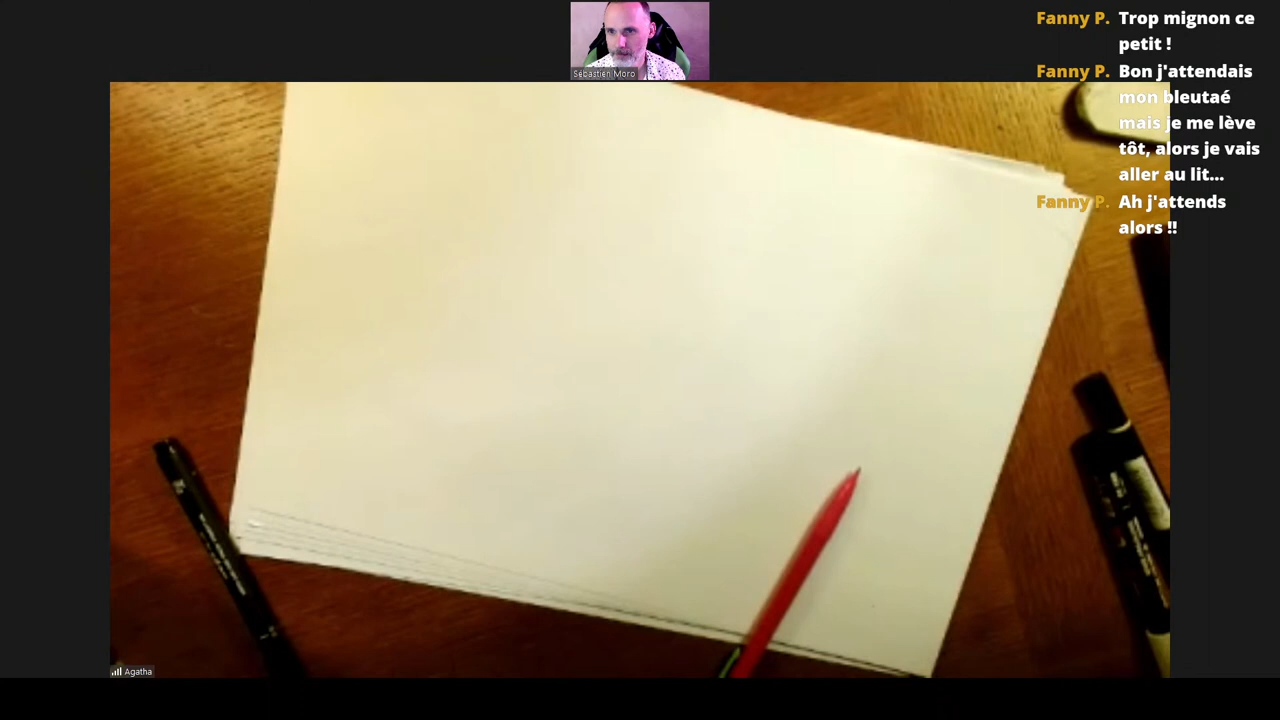 Sébastien Moro
Fanny P. Trop mignon ce
petit !
Fanny P. Bon j'attendais
mon bleutaé
mais je me lève
tôt, alors je vais
aller au lit...
Fanny P. Ah j'attends
alors !!
Agatha